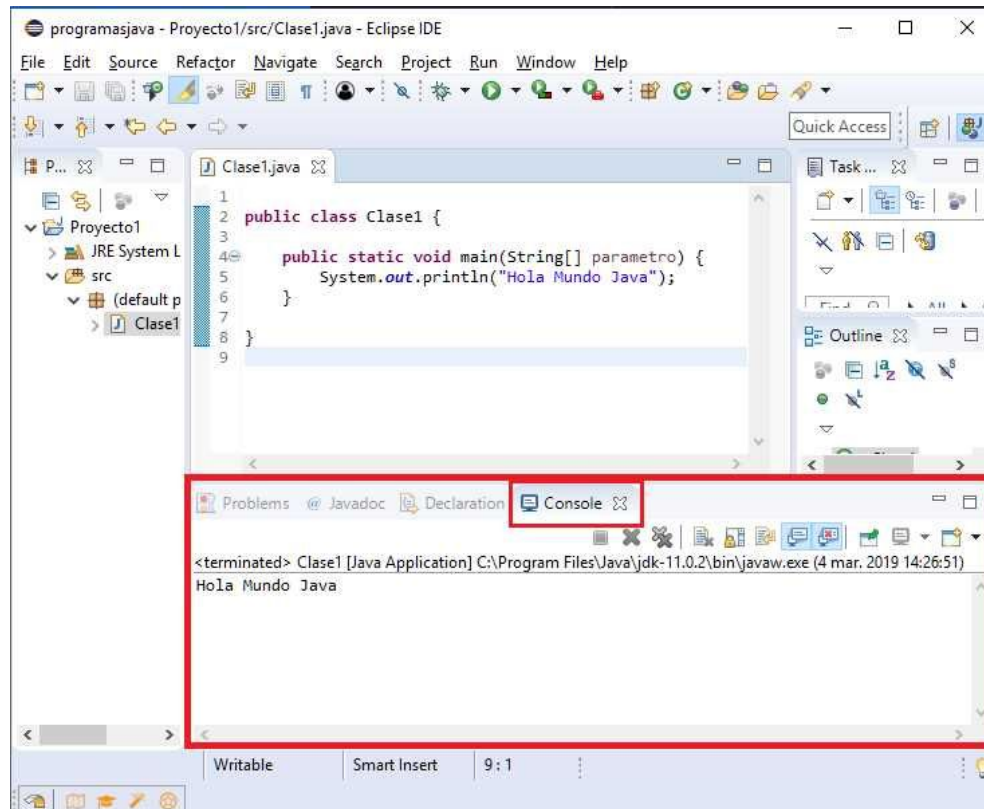 programasjava - Proyecto1/src/Clase1.java - Eclipse IDE
File Edit Source Refactor Navigate Search Project Run Window Help
Quick Access
P...
Proyecto1
JRE System L
src
(default p
Clase1
Clase1.java
1
2 public class Clase1 {
3
4 public static void main(String[] parametro) {
5 System.out.println("Hola Mundo Java");
6 }
7
8 }
9
Task ...
Outline
Problems @ Javadoc Declaration Console
<terminated> Clase1 [Java Application] C:\Program Files\Java\jdk-11.0.2\bin\javaw.exe (4 mar. 2019 14:26:51)
Hola Mundo Java
Writable Smart Insert 9 : 1